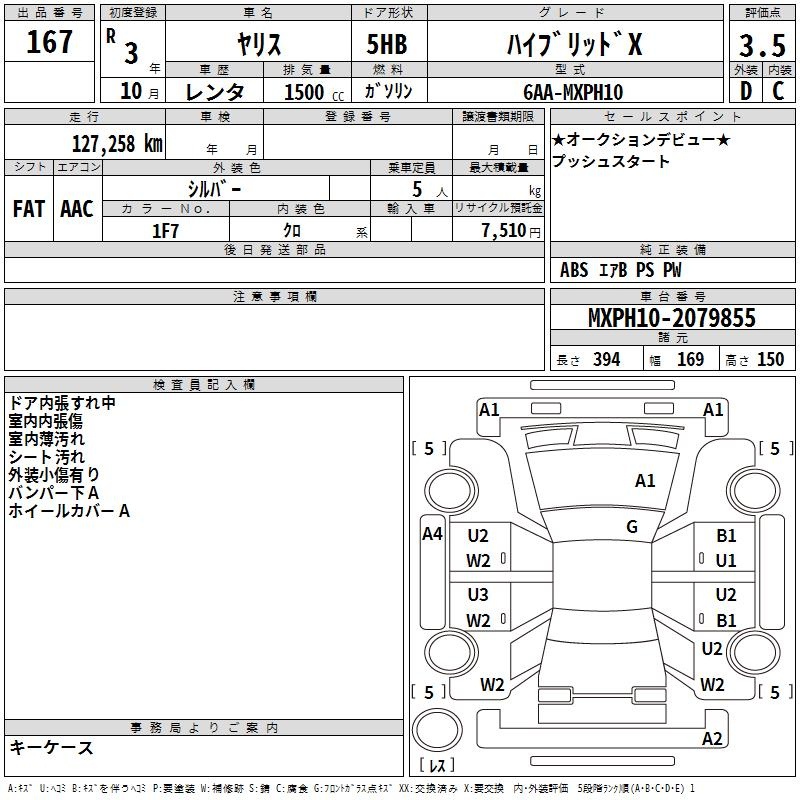 出品番号 初度登録 車名 ドア形状 グレード 評価点
167 R 3 年 ヤリス 5HB ハイブリッドX 3.5
車歴 排気量 燃料 型式 外装 内装
10 月 レンタ 1500 CC ガソリン 6AA-MXPH10 D C
走行 車検 登録番号 譲渡書類期限 セールスポイント
127,258 km 年 月 月 日
★オークションデビュー★
プッシュスタート
シフト エアコン 外装色 乗車定員 最大積載量
FAT AAC シルバー 5 人 kg
カラーNo. 内装色 輸入車 リサイクル預託金
1F7 クロ 系 7,510 円
後日発送部品 純正装備
ABS エアB PS PW
注意事項欄 車台番号
MXPH10-2079855
諸元
長さ 394 幅 169 高さ 150
検査員記入欄
ドア内張すれ中
室内内張傷
室内薄汚れ
シート汚れ
外装小傷有り
バンパー下A
ホイールカバーA
A1 A1
[ 5 ] [ 5 ]
A1
G
A4 U2 B1
W2 U1
U3 U2
W2 B1
U2
W2 W2
[ 5 ] [ 5 ]
A2
[ レス ]
事務局よりご案内
キーケース
A:キズ U:ヘコミ B:キズを伴うヘコミ P:要塗装 W:補修跡 S:錆 C:腐食 G:フロントガラス点キズ XX:交換済み X:要交換 内・外装評価 5段階ランク順(A・B・C・D・E) 1